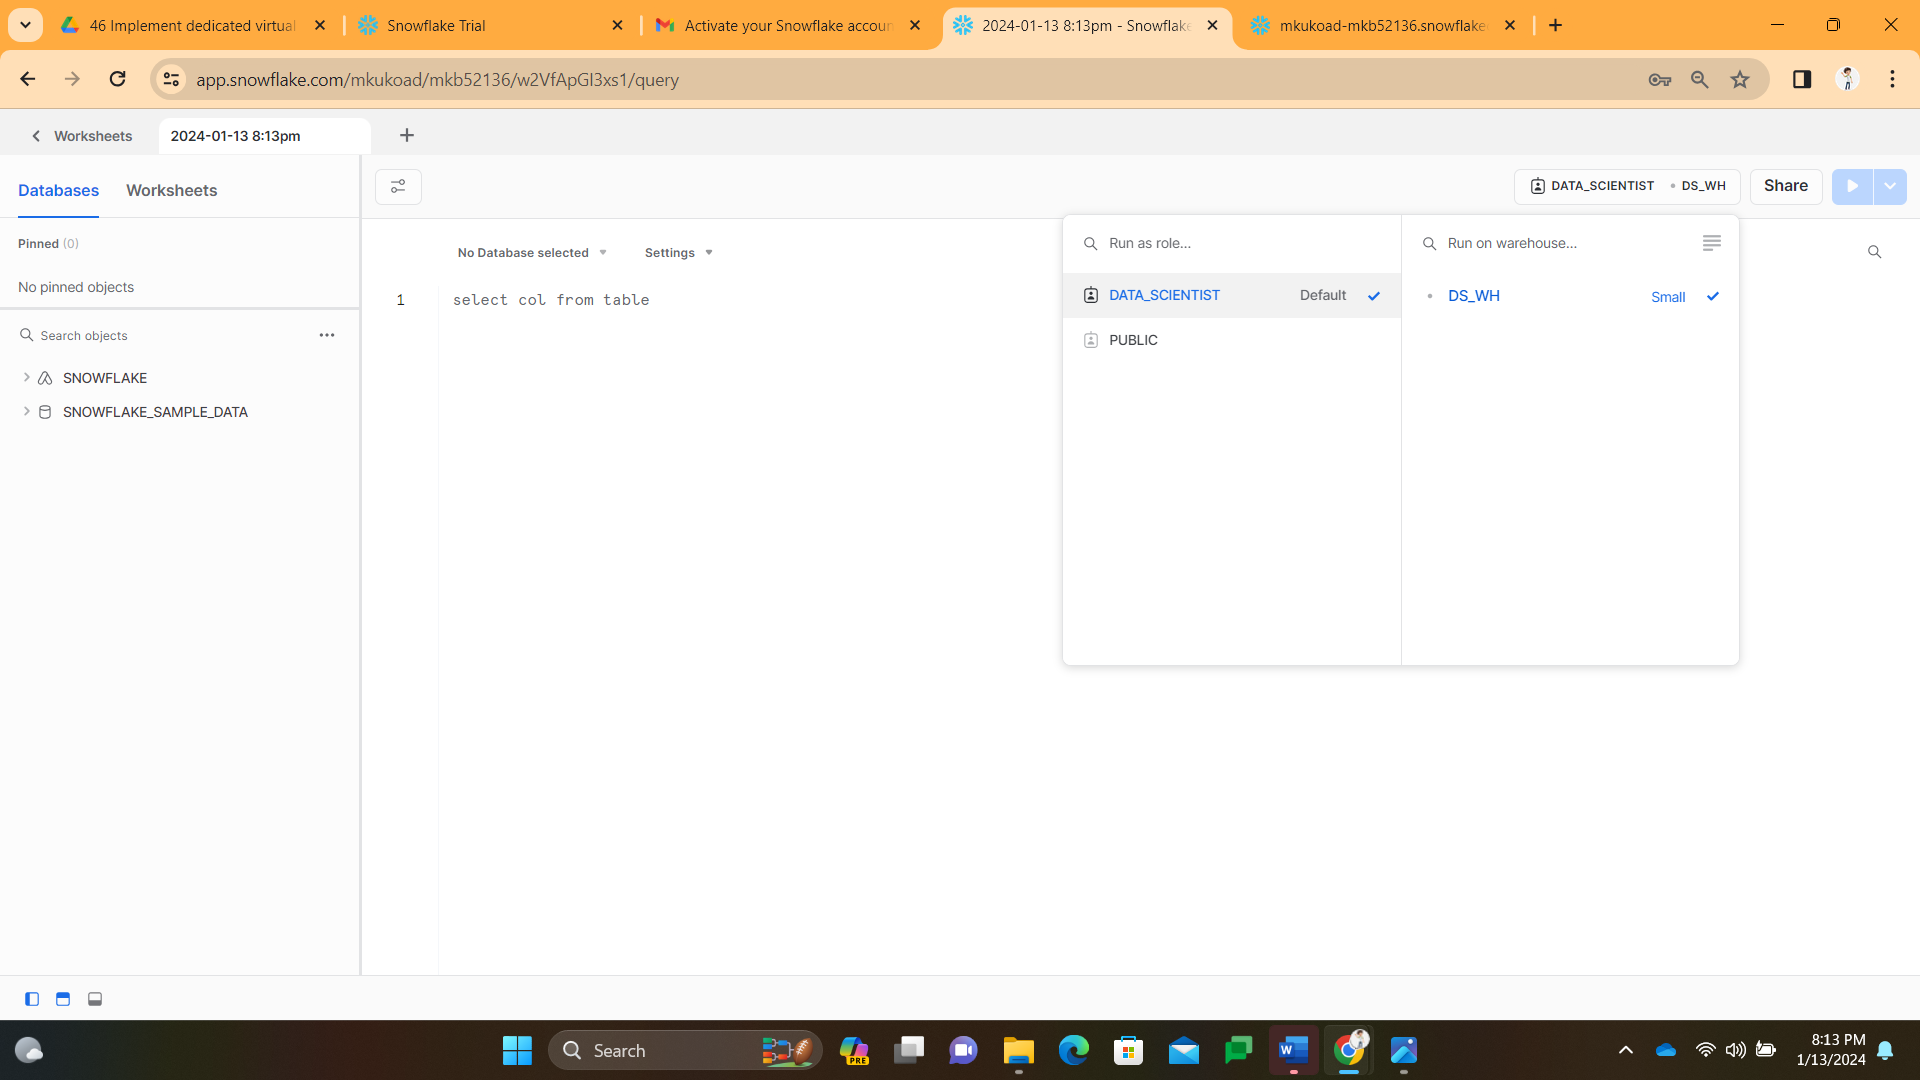 46 Implement dedicated virtual
Snowflake Trial
Activate your Snowflake accoun
2024-01-13 8:13pm - Snowflake
mkukoad-mkb52136.snowflake
app.snowflake.com/mkukoad/mkb52136/w2VfApGI3xs1/query
Worksheets
2024-01-13 8:13pm
Databases
Worksheets
DATA_SCIENTIST
DS_WH
Share
Pinned (0)
No pinned objects
No Database selected
Settings
Run as role...
Run on warehouse...
1
select col from table
DATA_SCIENTIST
Default
DS_WH
Small
PUBLIC
Search objects
SNOWFLAKE
SNOWFLAKE_SAMPLE_DATA
Search
PRE
W
8:13 PM
1/13/2024